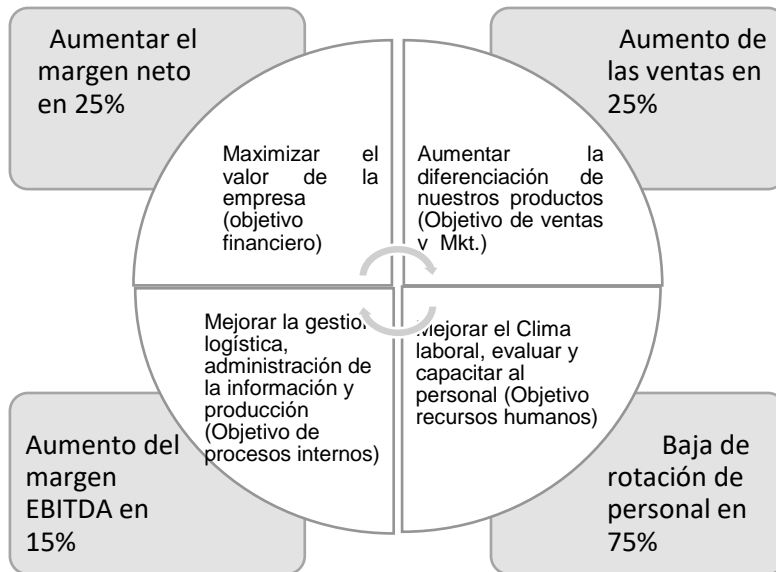 Aumentar el
margen neto
en 25%
Aumento de
las ventas en
25%
Maximizar el
valor de la
empresa
(objetivo
financiero)
Aumentar la
diferenciación de
nuestros productos
(Objetivo de ventas
y Mkt.)
Mejorar la gestión
logística,
administración de
la información y
producción
(Objetivo de
procesos internos)
Mejorar el Clima
laboral, evaluar y
capacitar al
personal (Objetivo
recursos humanos)
Aumento del
margen
EBITDA en
15%
Baja de
rotación de
personal en
75%